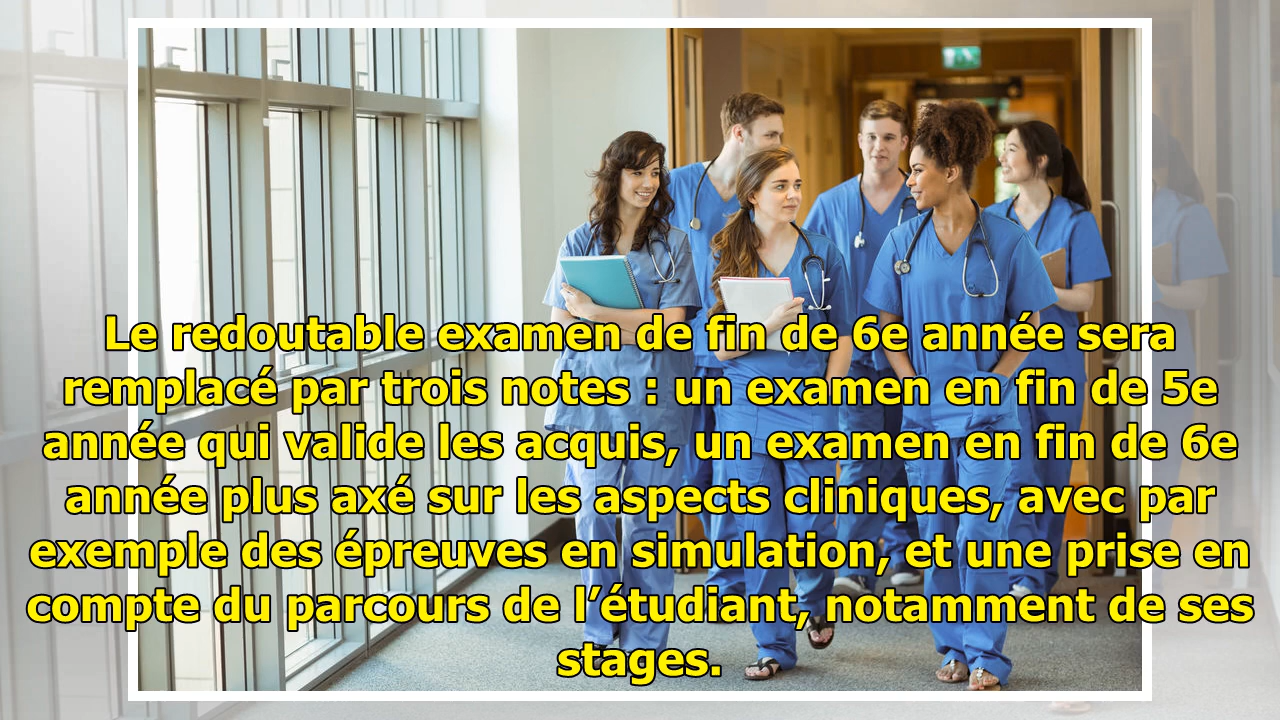 Le redoutable examen de fin de 6e année sera
remplacé par trois notes : un examen en fin de 5e
année qui valide les acquis, un examen en fin de 6e
année plus axé sur les aspects cliniques, avec par
exemple des épreuves en simulation, et une prise en
compte du parcours de l’étudiant, notamment de ses
stages.